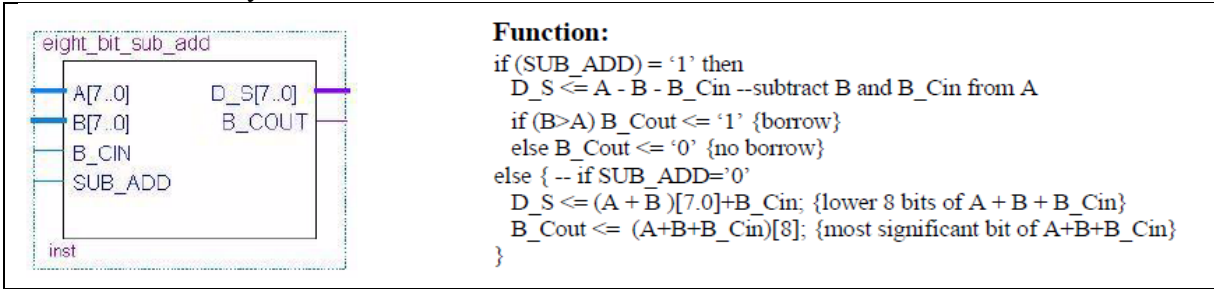 eight_bit_sub_add
A[7..0]
D_S[7..0]
B[7..0]
B_COUT
B_CIN
SUB_ADD
inst
Function:
if (SUB_ADD) = ‘1’ then
D_S <= A - B - B_Cin --subtract B and B_Cin from A
if (B>A) B_Cout <= ‘1’ {borrow}
else B_Cout <= ‘0’ {no borrow}
else { -- if SUB_ADD=’0’
D_S <= (A + B )[7.0]+B_Cin; {lower 8 bits of A + B + B_Cin}
B_Cout <= (A+B+B_Cin)[8]; {most significant bit of A+B+B_Cin}
}